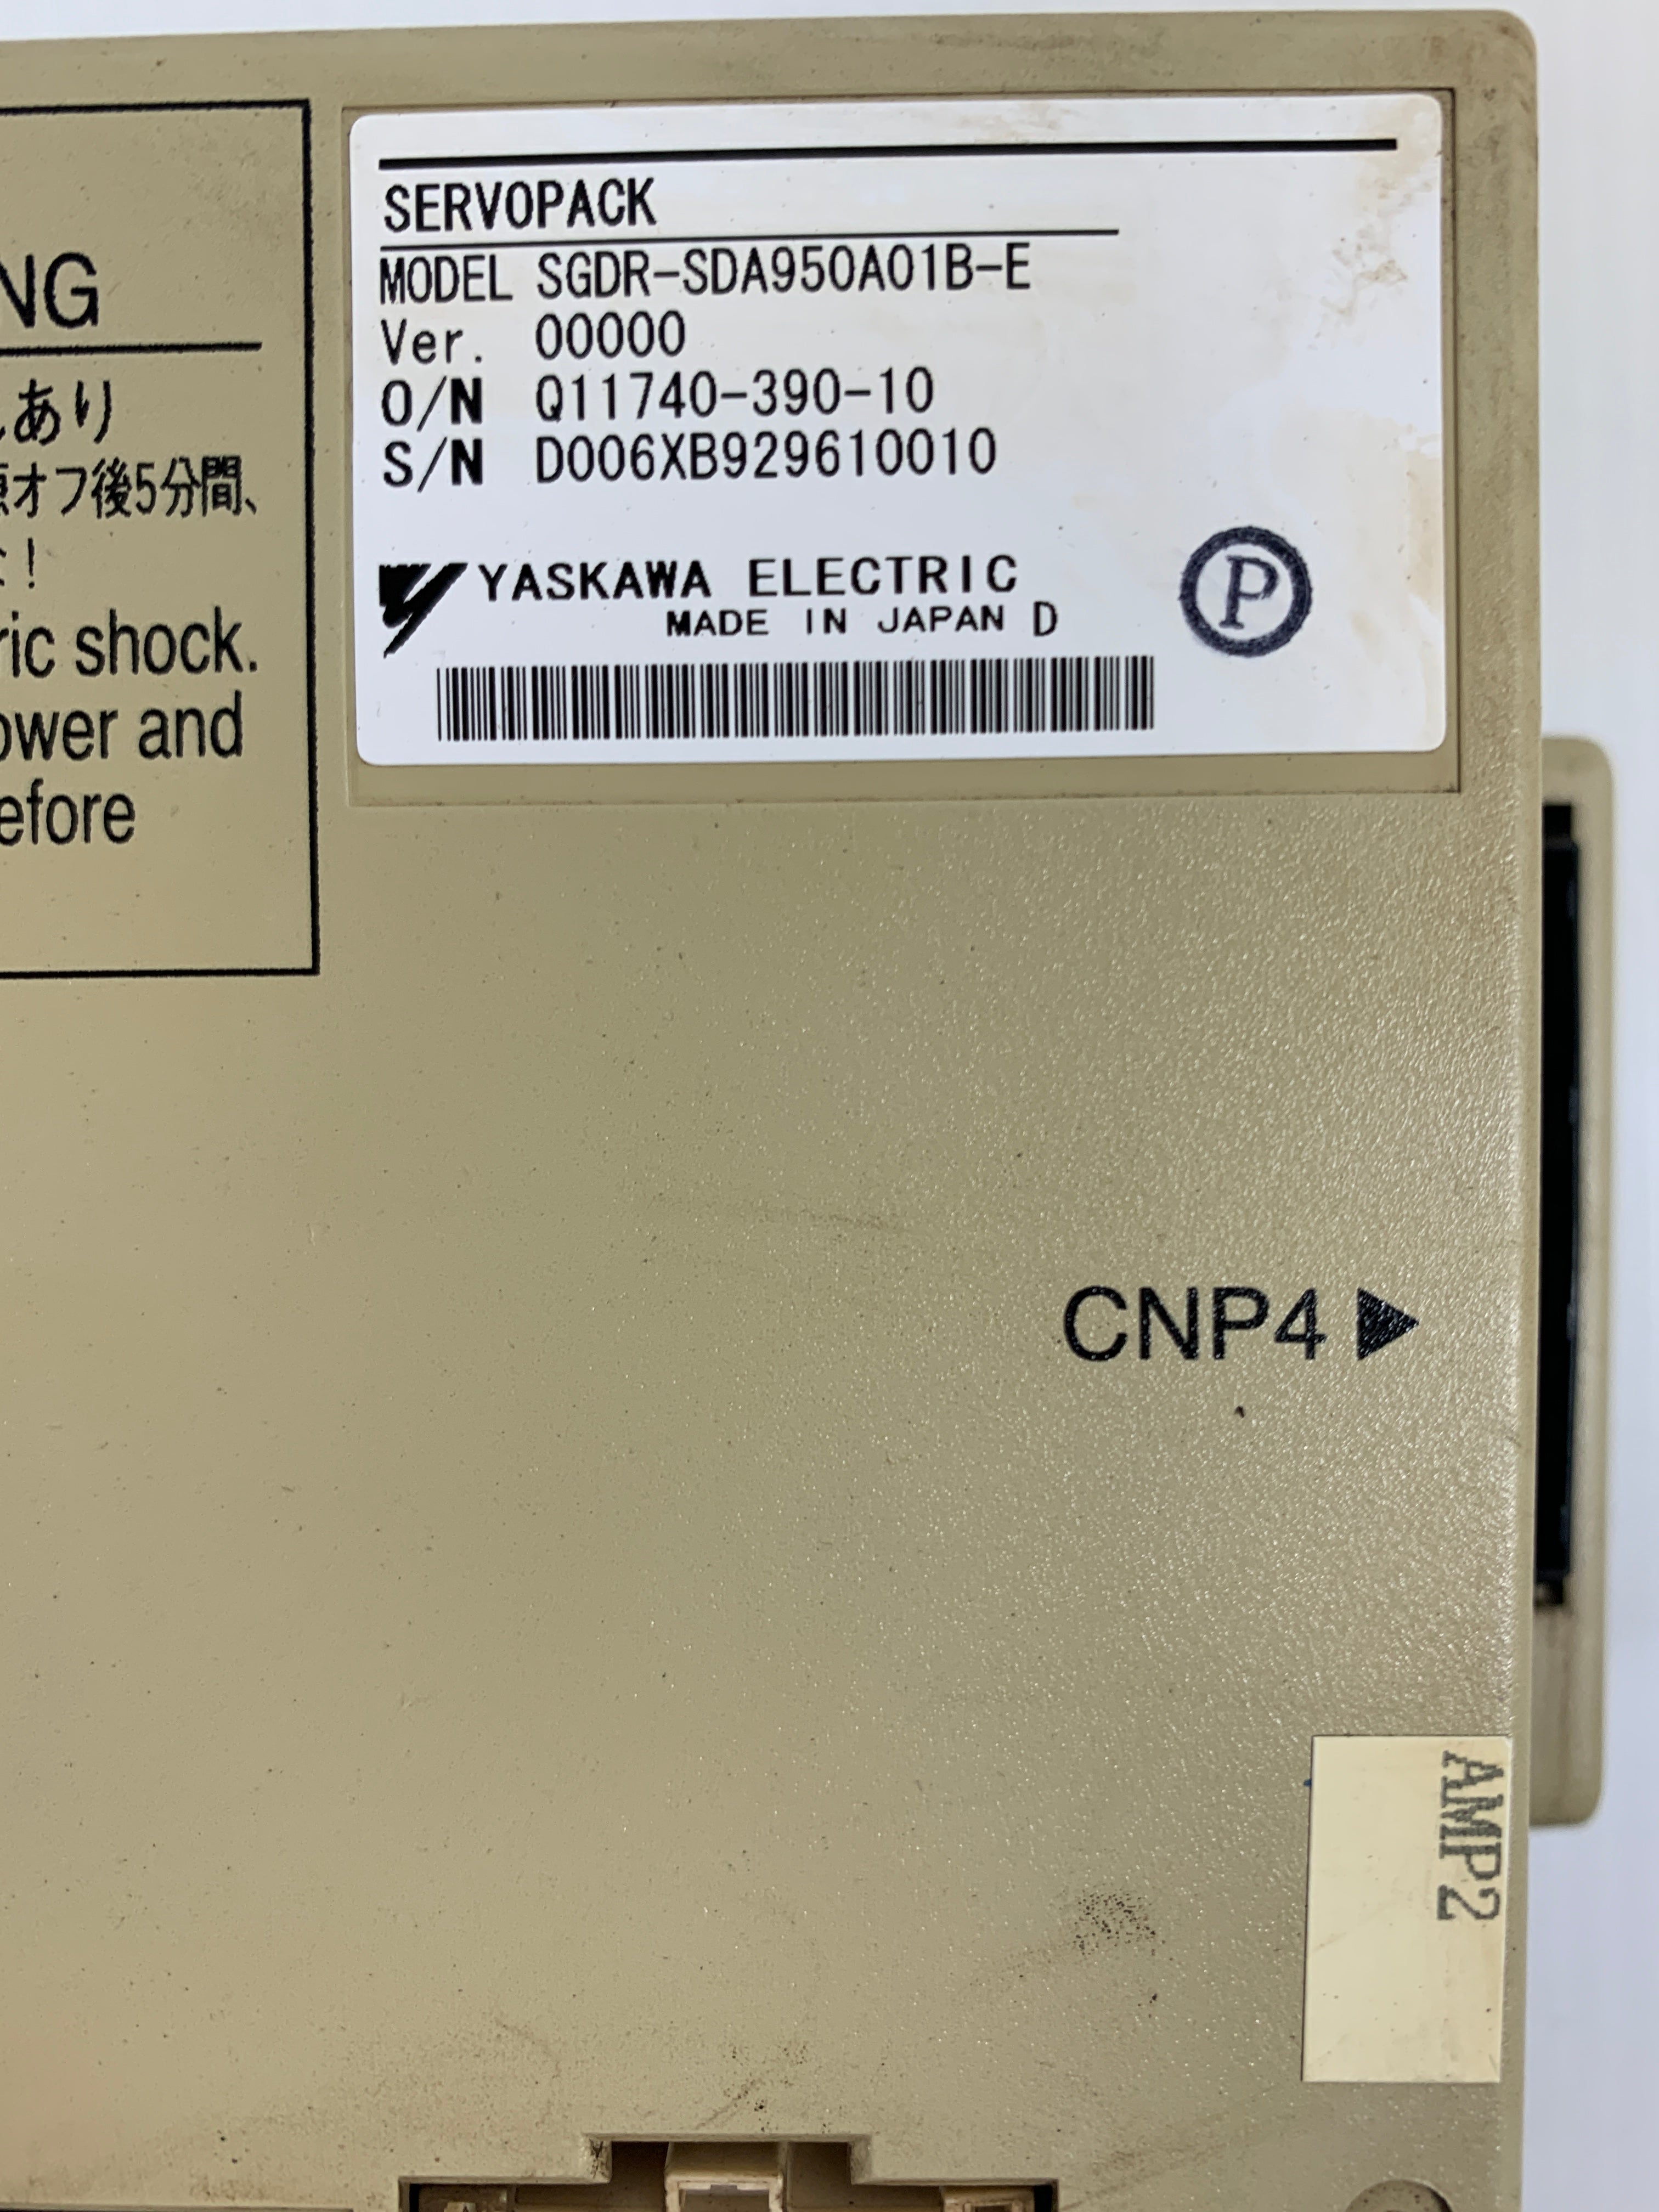 SERVOPACK
MODEL SGDR-SDA950A01B-E
Ver. 00000
O/N Q11740-390-10
S/N D006XB929610010
YASKAWA ELECTRIC
MADE IN JAPAN D
P
NG
あり
オフ後5分間、
!
ric shock.
ower and
efore
CNP4
AMP2